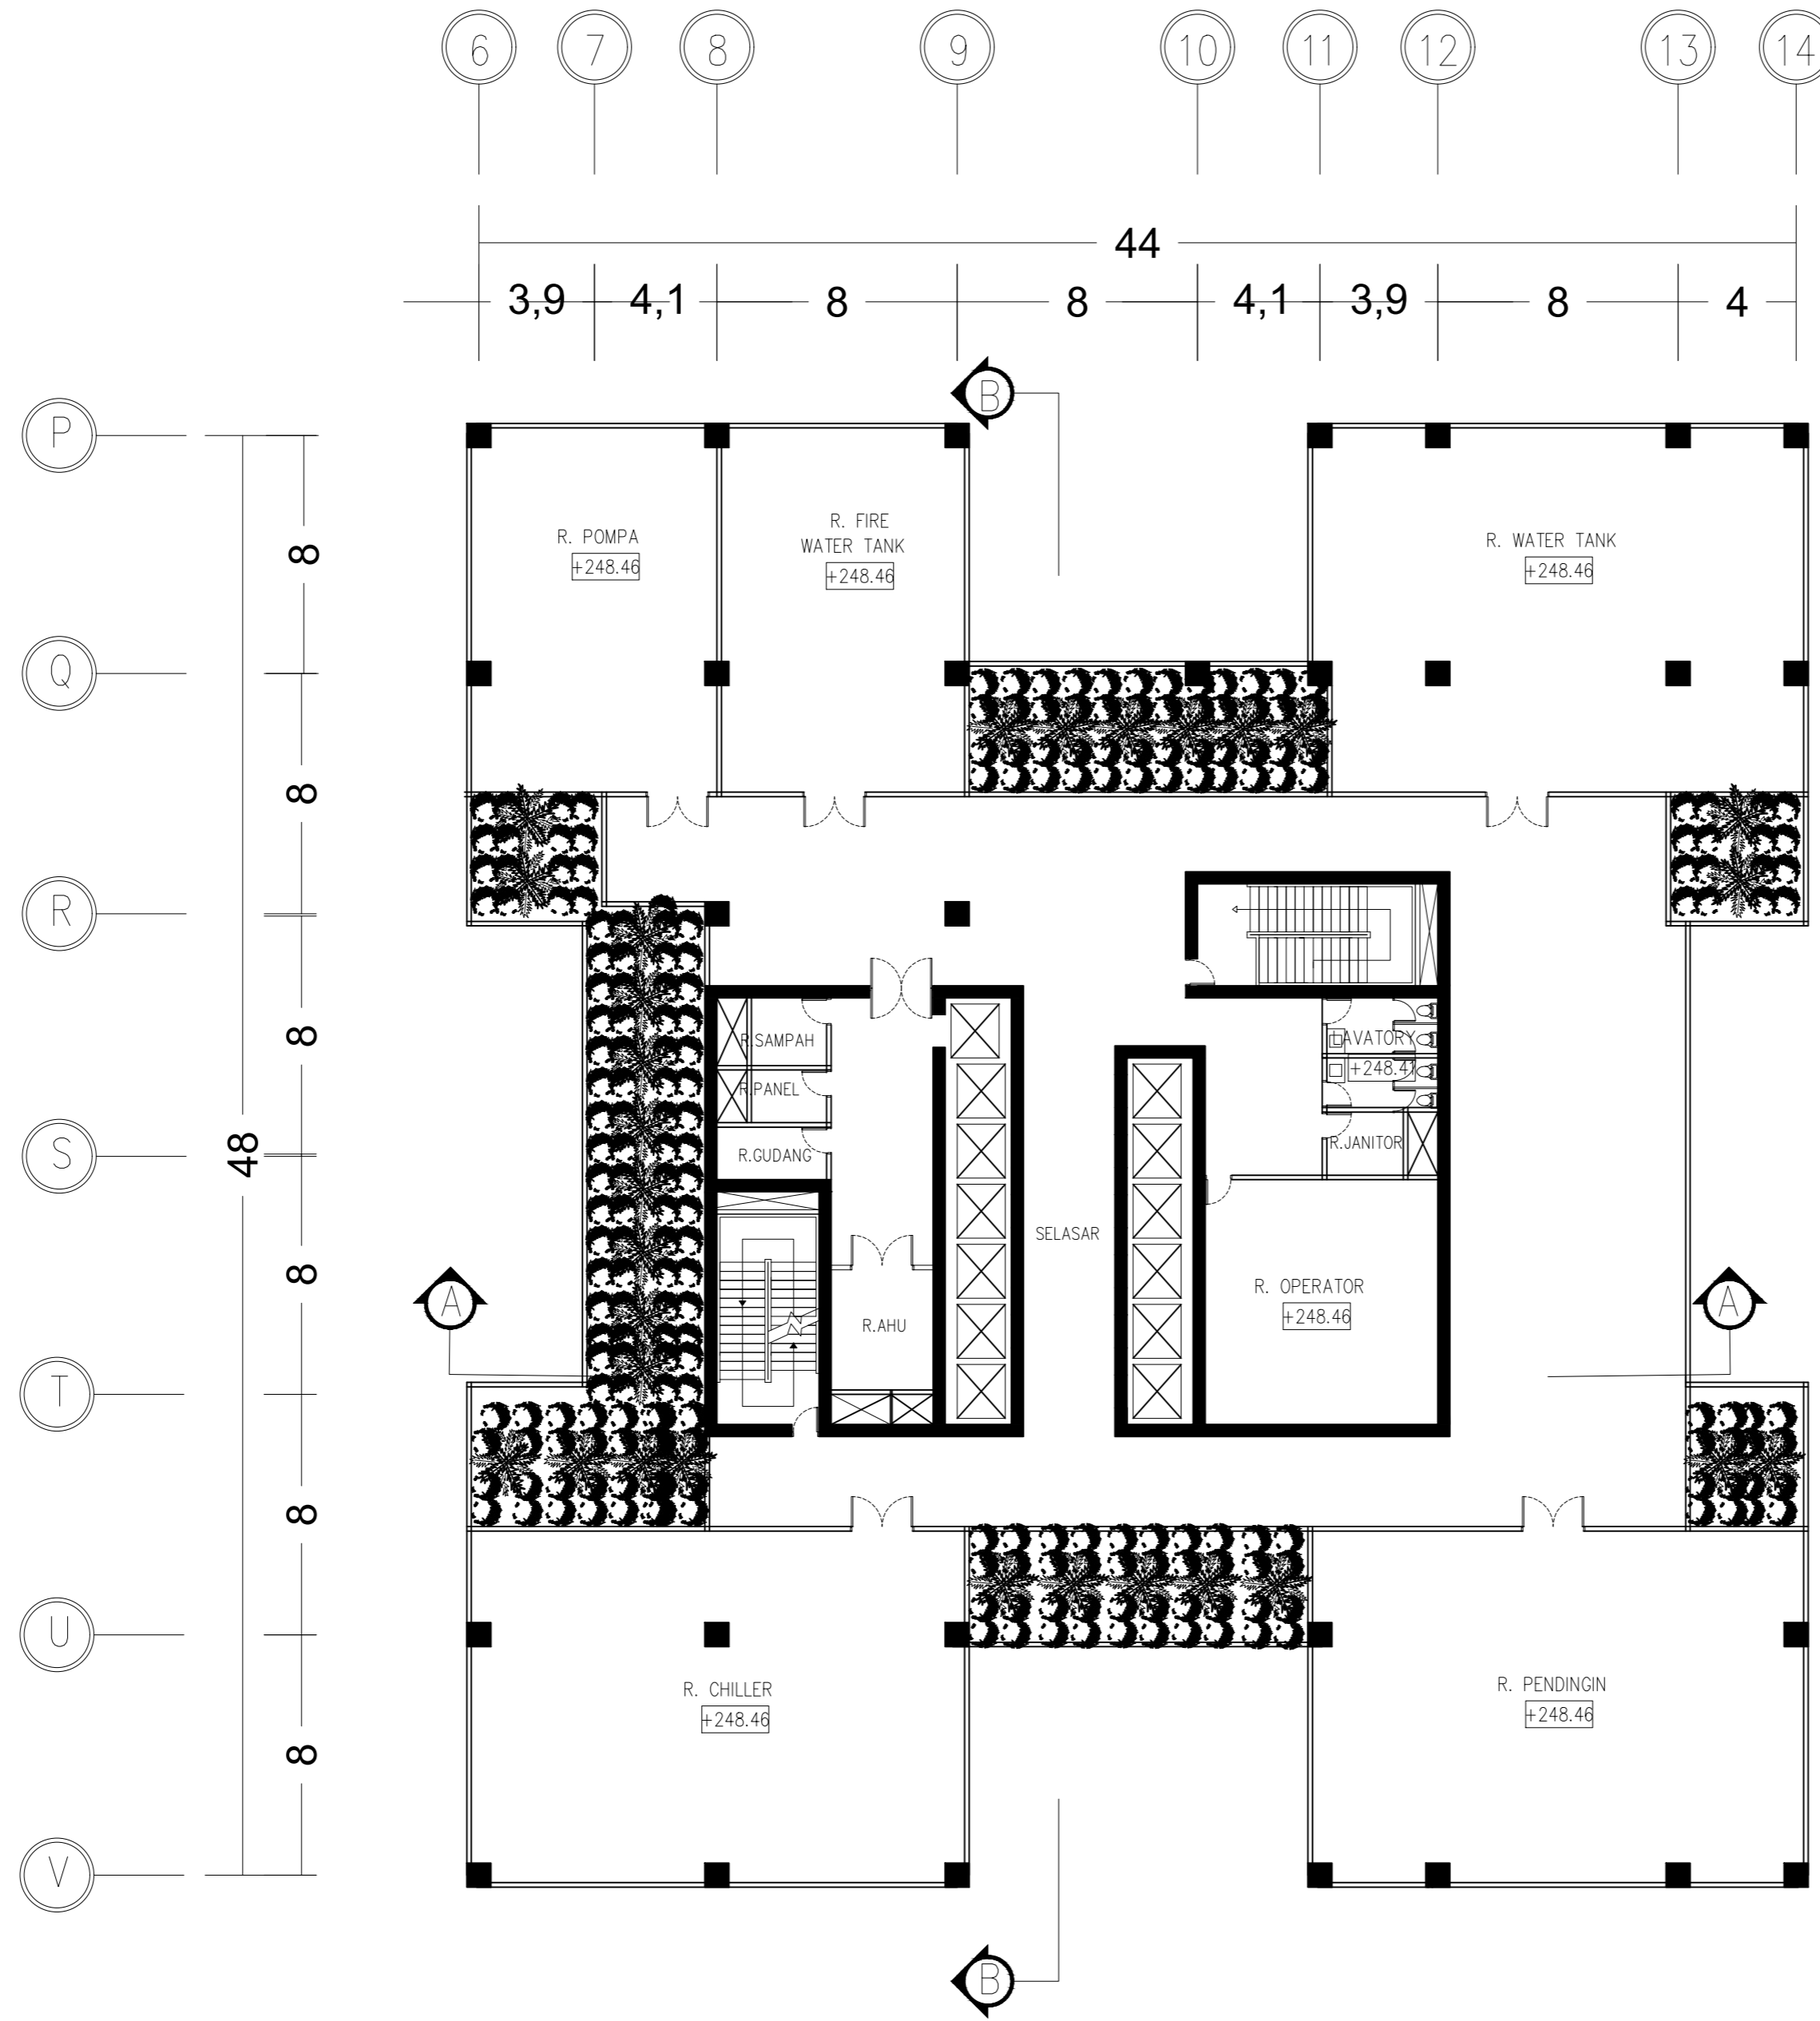 6 7 8 9 10 11 12 13 14
44
3,9 4,1 8 8 4,1 3,9 8 4
B
P
R. FIRE
R. POMPA WATER TANK R. WATER TANK
+248.46 +248.46 +248.46
8
Q
8
R
8
R.SAMPAH LAVATORY
+248.41
R.PANEL
48
S
R.GUDANG R.JANITOR
SELASAR
8
R. OPERATOR
A +248.46 A
R.AHU
T
8
U
R. CHILLER R. PENDINGIN
+248.46 +248.46
8
V
B